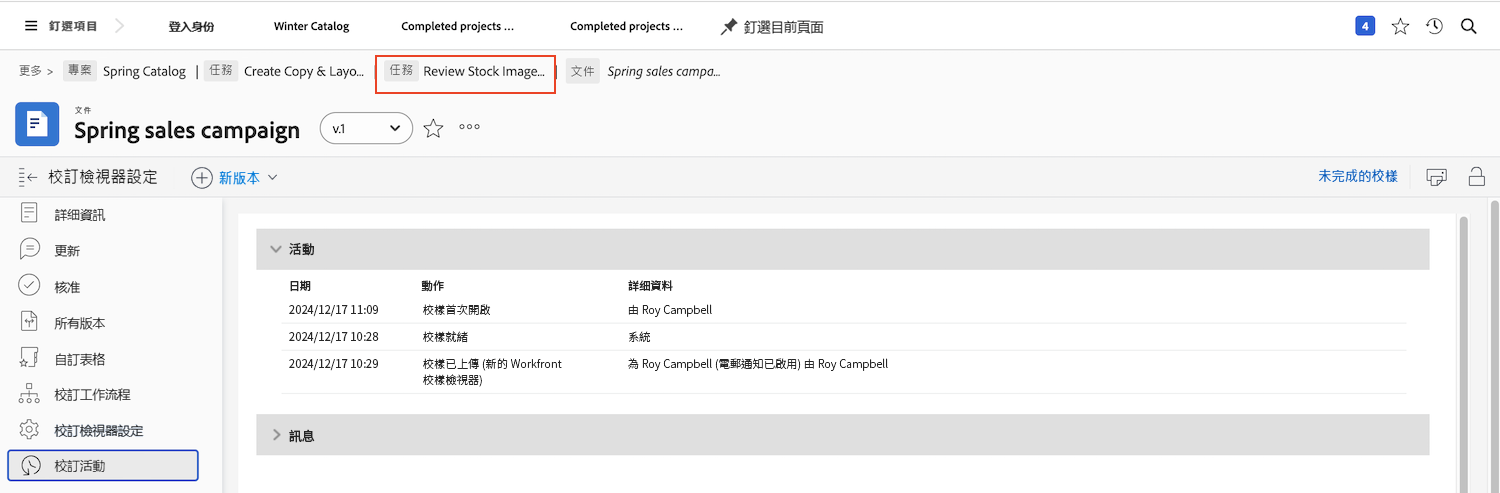 釘選項目 登入身份 Winter Catalog Completed projects ... Completed projects ... 釘選目前頁面 4
更多 > 專案 Spring Catalog | 任務 Create Copy & Layo... | 任務 Review Stock Image... | 文件 Spring sales campa...
文件
Spring sales campaign v.1
校訂檢視器設定 新版本 未完成的校樣
詳細資訊
更新
核准
所有版本
自訂表格
校訂工作流程
校訂檢視器設定
校訂活動
活動
日期 動作 詳細資料
2024/12/17 11:09 校樣首次開啟 由 Roy Campbell
2024/12/17 10:28 校樣就緒 系統
2024/12/17 10:29 校樣已上傳 (新的 Workfront 為 Roy Campbell (電郵通知已啟用) 由 Roy Campbell
校樣檢視器)
訊息